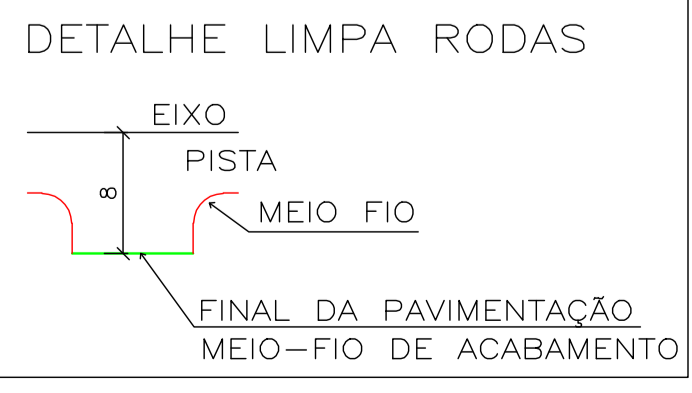 DETALHE LIMPA RODAS
EIXO
PISTA
8
MEIO FIO
FINAL DA PAVIMENTAÇÃO
MEIO-FIO DE ACABAMENTO